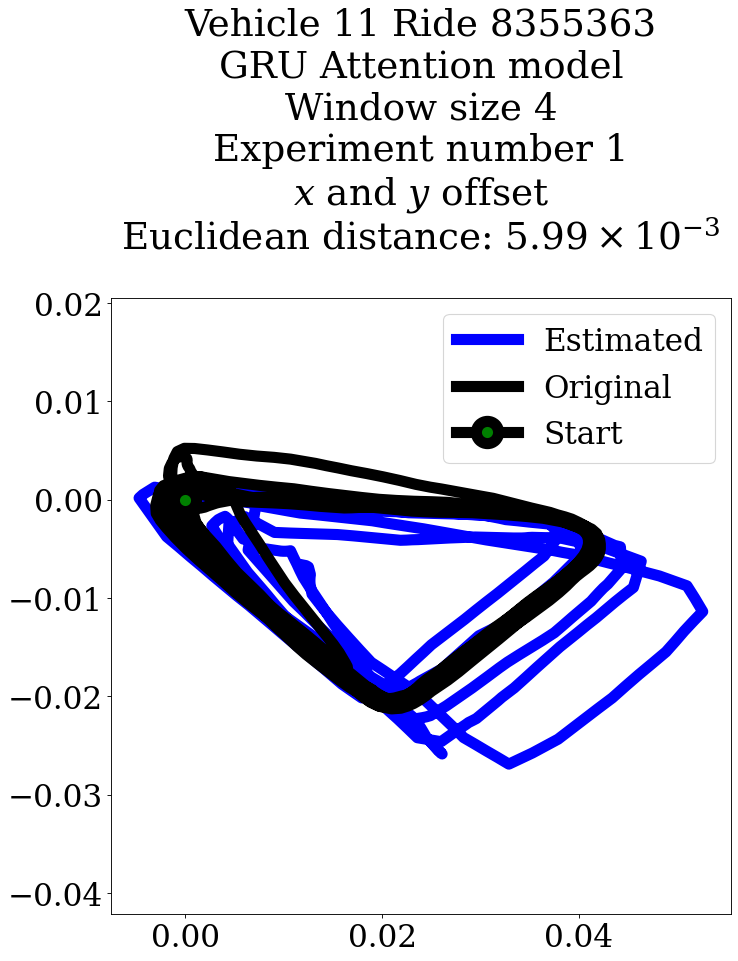 Vehicle 11 Ride 8355363
GRU Attention model
Window size 4
Experiment number 1
x and y offset
Euclidean distance: 5.99 × 10⁻³
0.02
0.01
0.00
−0.01
−0.02
−0.03
−0.04
Estimated
Original
Start
0.00 0.02 0.04